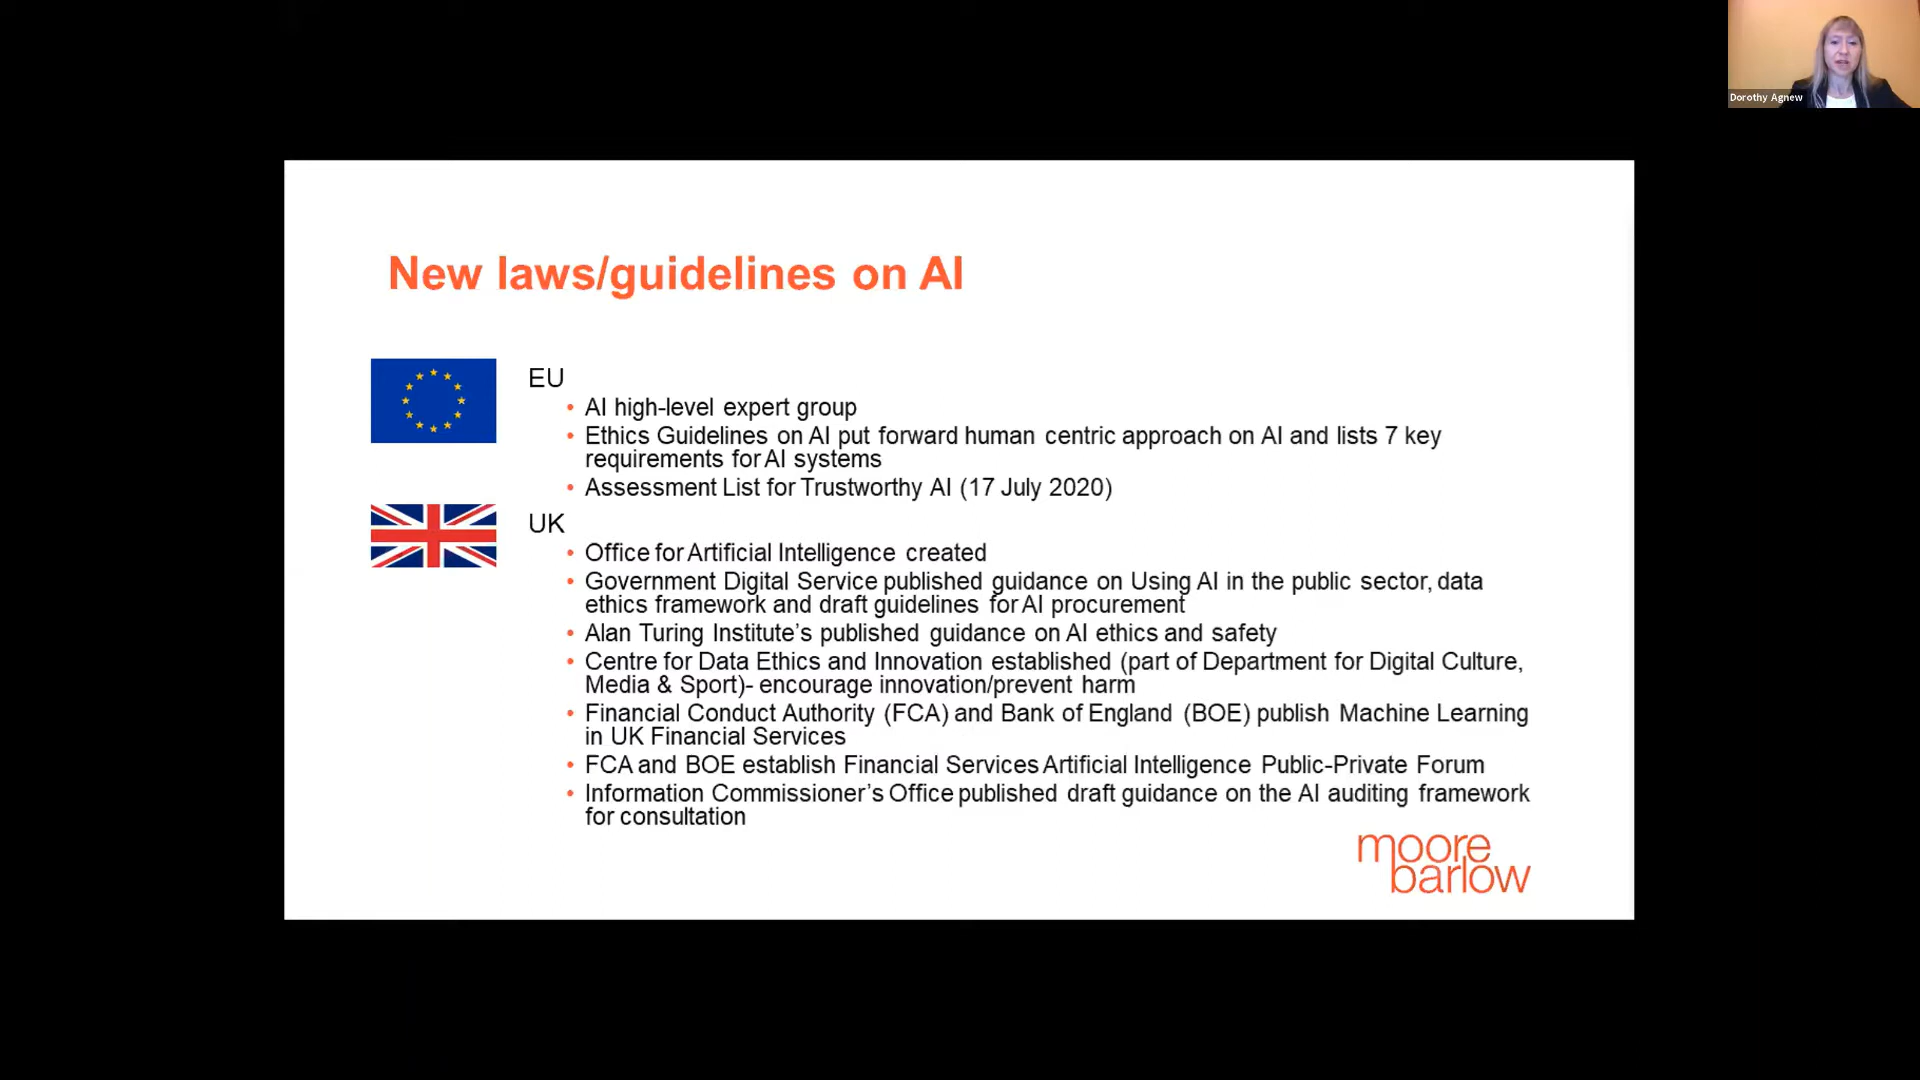 Dorothy Agnew
New laws/guidelines on AI
EU
• AI high-level expert group
• Ethics Guidelines on AI put forward human centric approach on AI and lists 7 key
requirements for AI systems
• Assessment List for Trustworthy AI (17 July 2020)
UK
• Office for Artificial Intelligence created
• Government Digital Service published guidance on Using AI in the public sector, data
ethics framework and draft guidelines for AI procurement
• Alan Turing Institute’s published guidance on AI ethics and safety
• Centre for Data Ethics and Innovation established (part of Department for Digital Culture,
Media & Sport)- encourage innovation/prevent harm
• Financial Conduct Authority (FCA) and Bank of England (BOE) publish Machine Learning
in UK Financial Services
• FCA and BOE establish Financial Services Artificial Intelligence Public-Private Forum
• Information Commissioner’s Office published draft guidance on the AI auditing framework
for consultation
moore
barlow